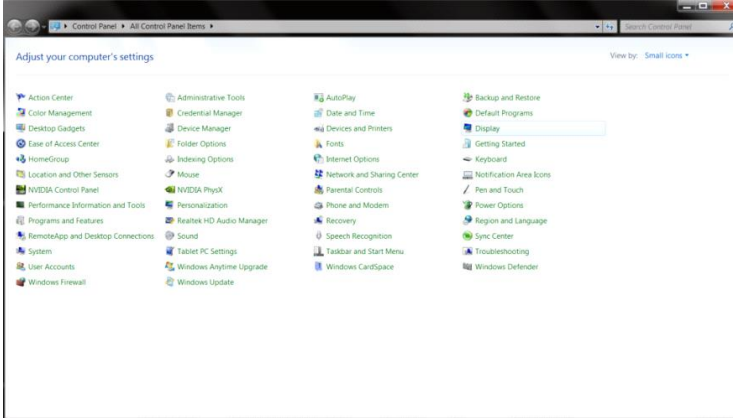 Control Panel ▸ All Control Panel Items ▸
Search Control Panel
Adjust your computer's settings
View by: Small icons
Action Center
Administrative Tools
AutoPlay
Backup and Restore
Color Management
Credential Manager
Date and Time
Default Programs
Desktop Gadgets
Device Manager
Devices and Printers
Display
Ease of Access Center
Folder Options
Fonts
Getting Started
HomeGroup
Indexing Options
Internet Options
Keyboard
Location and Other Sensors
Mouse
Network and Sharing Center
Notification Area Icons
NVIDIA Control Panel
NVIDIA PhysX
Parental Controls
Pen and Touch
Performance Information and Tools
Personalization
Phone and Modem
Power Options
Programs and Features
Realtek HD Audio Manager
Recovery
Region and Language
RemoteApp and Desktop Connections
Sound
Speech Recognition
Sync Center
System
Tablet PC Settings
Taskbar and Start Menu
Troubleshooting
User Accounts
Windows Anytime Upgrade
Windows CardSpace
Windows Defender
Windows Firewall
Windows Update